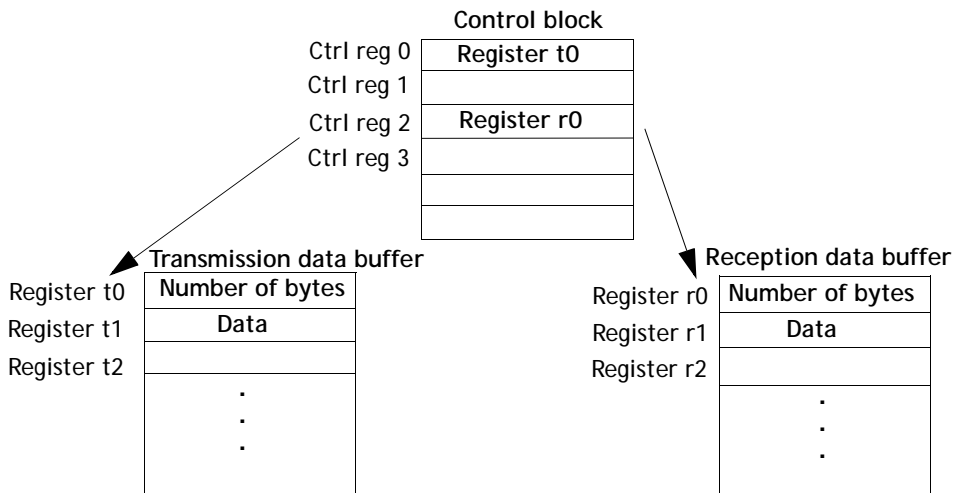 Control block
Ctrl reg 0 Register t0
Ctrl reg 1
Ctrl reg 2 Register r0
Ctrl reg 3
Transmission data buffer
Register t0 Number of bytes
Register t1 Data
Register t2
.
.
.
Reception data buffer
Register r0 Number of bytes
Register r1 Data
Register r2
.
.
.